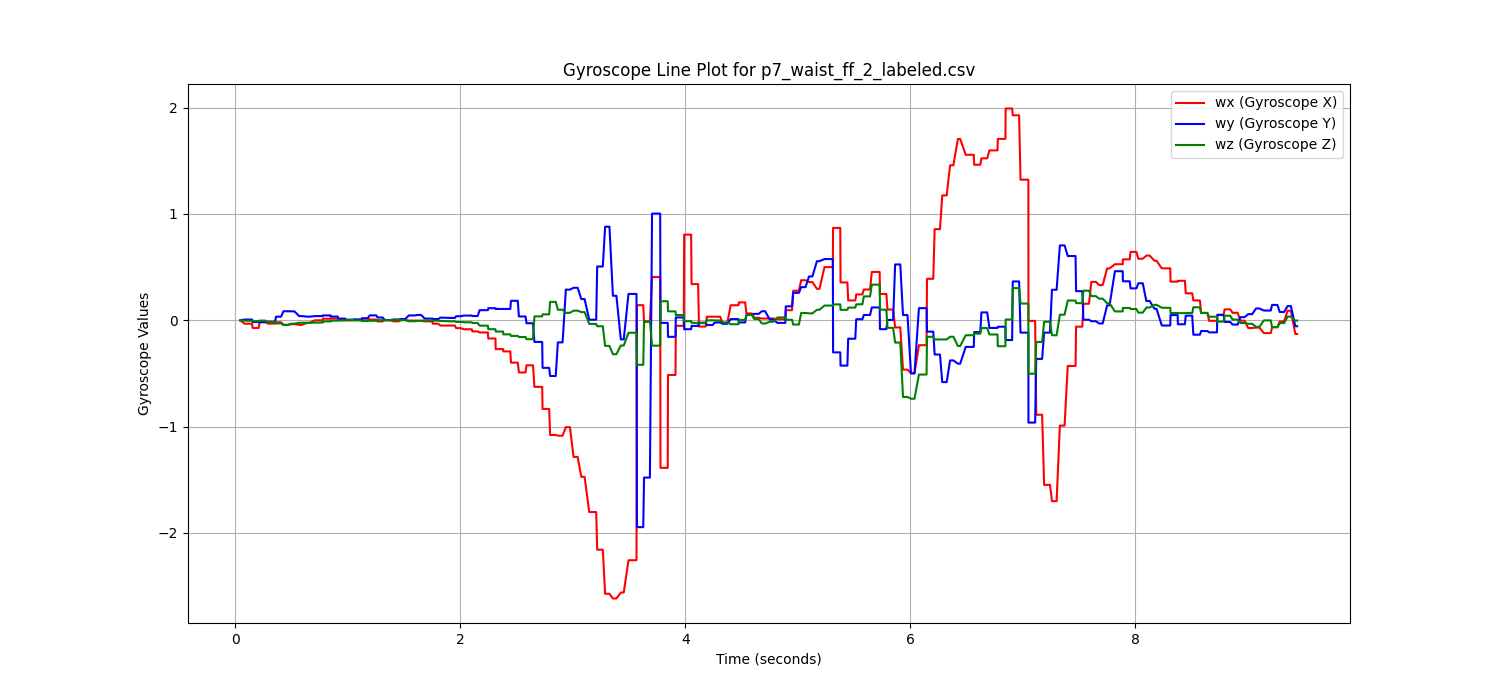 Gyroscope Line Plot for p7_waist_ff_2_labeled.csv
wx (Gyroscope X)
wy (Gyroscope Y)
wz (Gyroscope Z)
Gyroscope Values
2
1
0
−1
−2
0 2 4 6 8
Time (seconds)